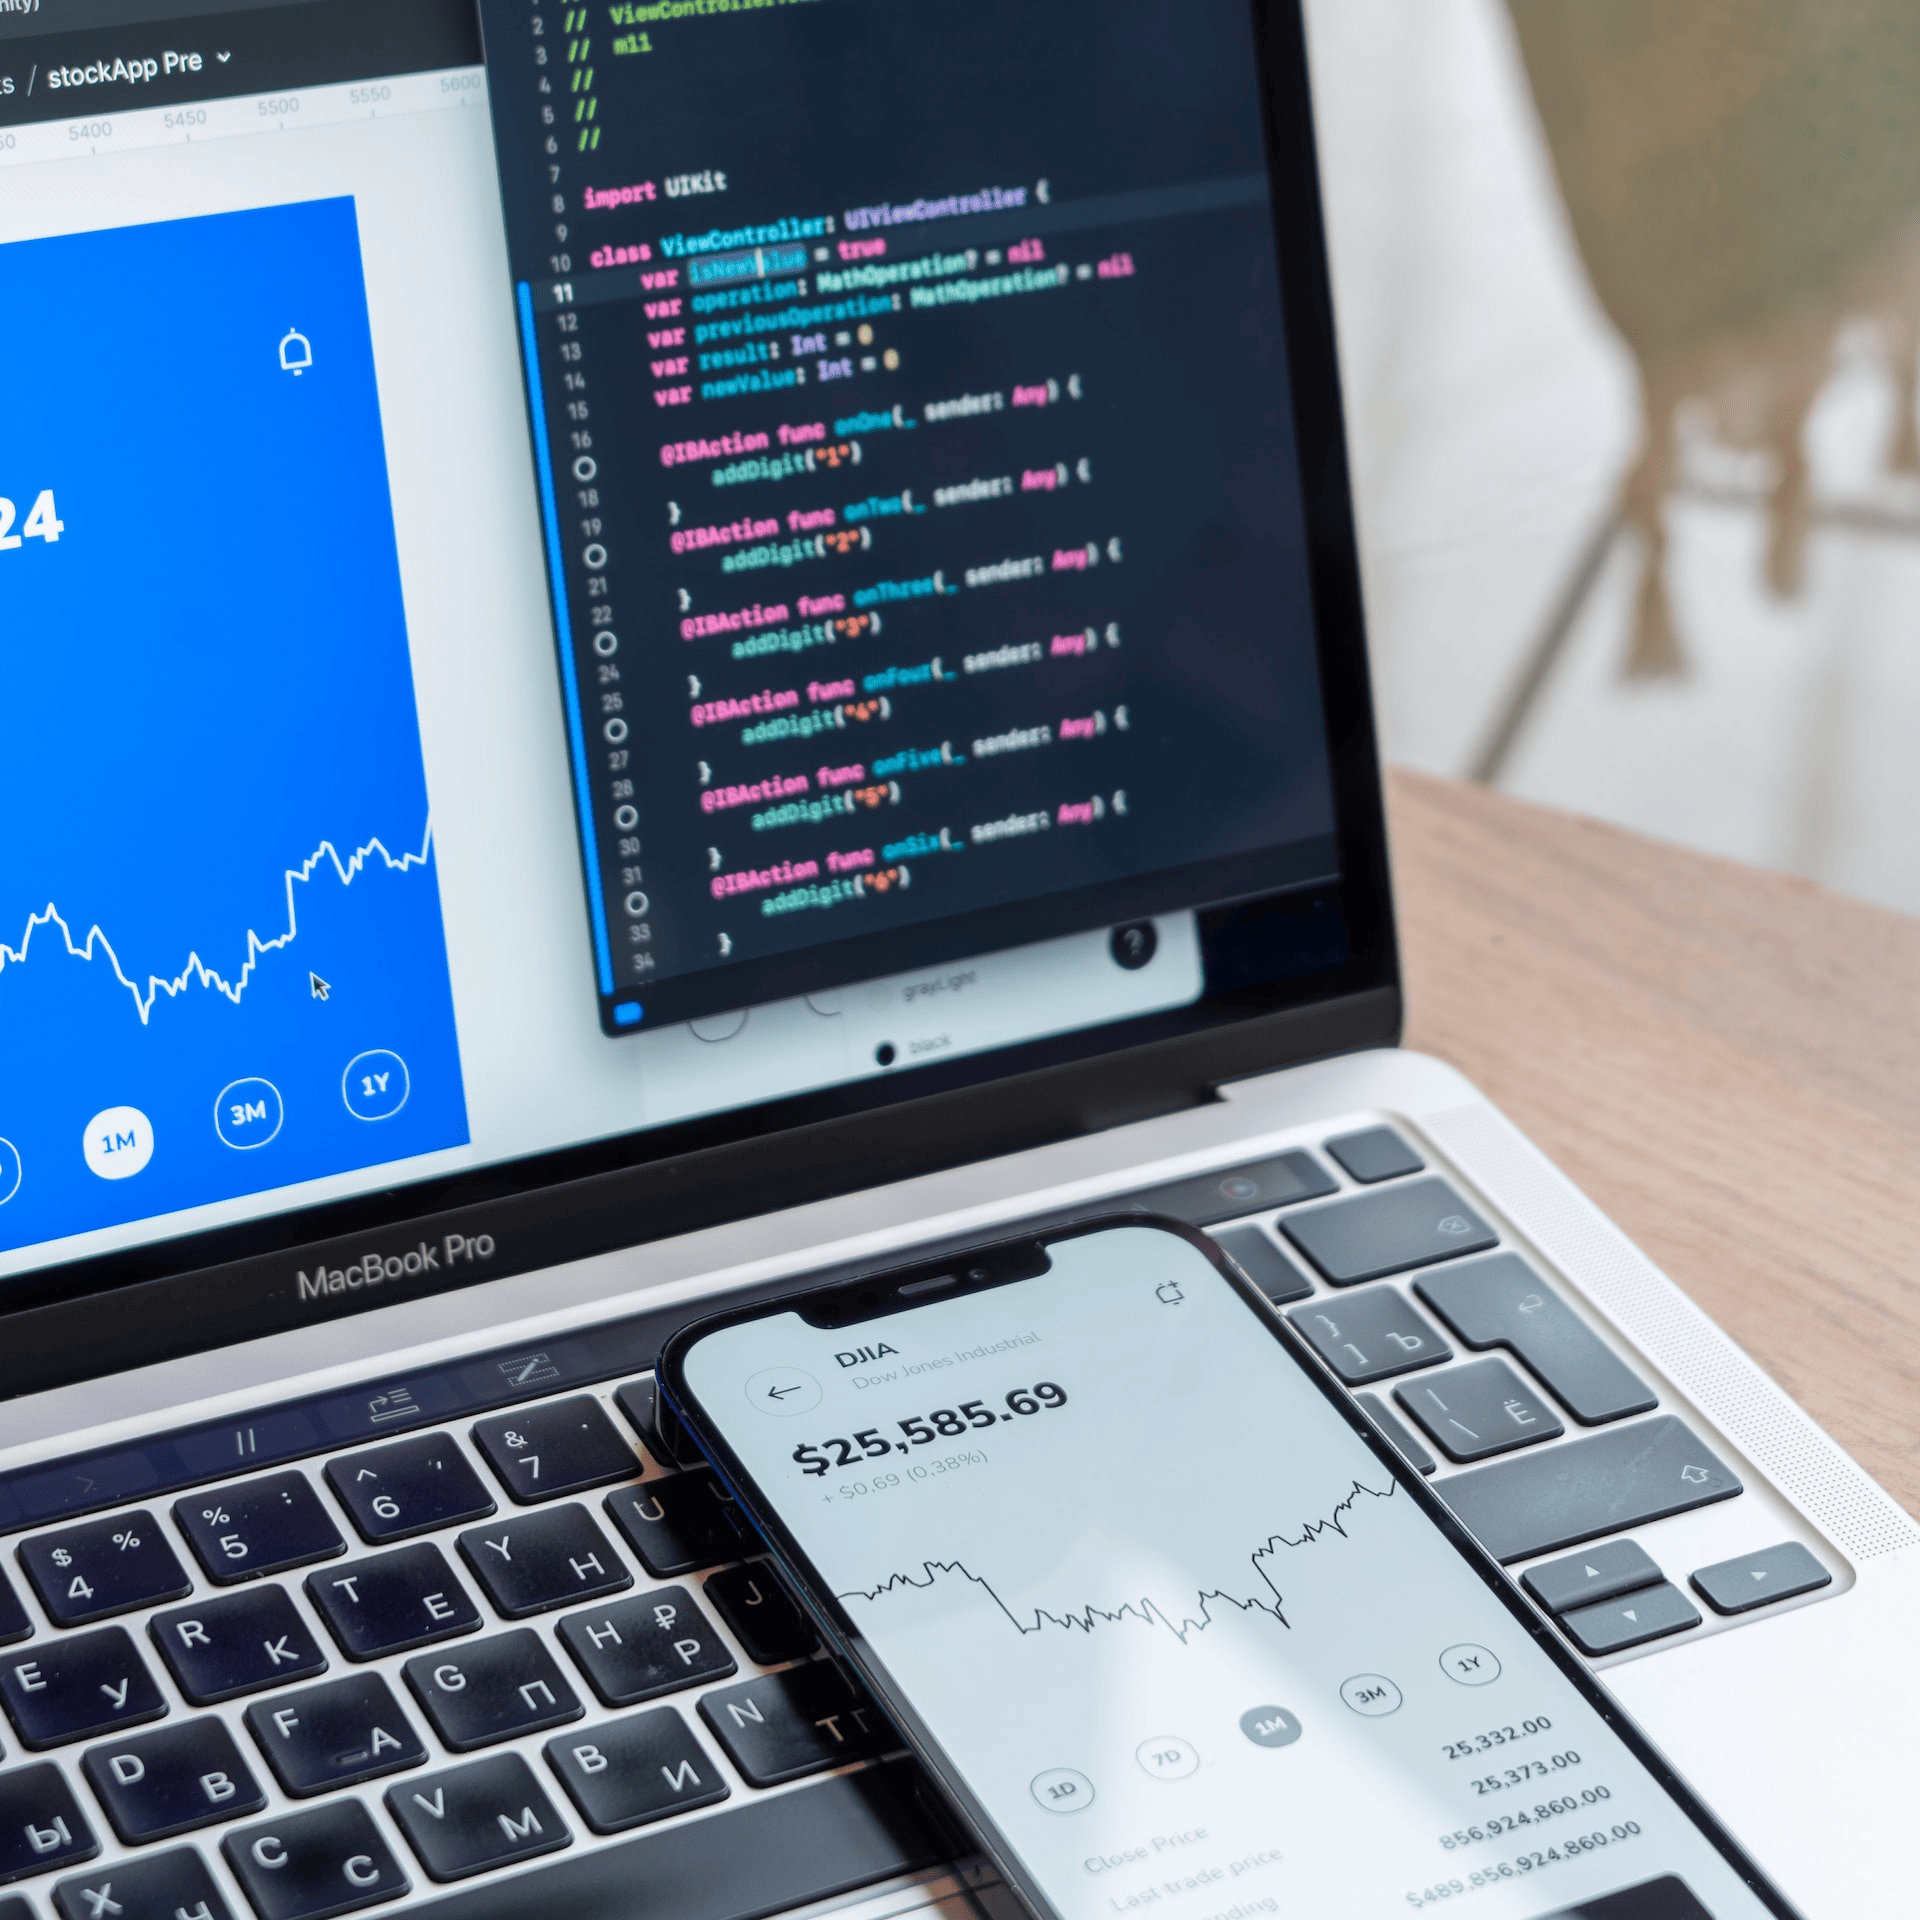 stockApp Pre
5400 5450 5500 5550 5600
24
1M 3M 1Y
2 // ViewController.
3 // m11
4 //
5 //
6 //
7
8 import UIKit
9
10 class ViewController: UIViewController {
11 var isNewValue = true
12 var operation: MathOperation? = nil
13 var previousOperation: MathOperation? = nil
14 var result: Int = 0
15 var newValue: Int = 0
16
@IBAction func onOne(_ sender: Any) {
18 addDigit("1")
19 }
@IBAction func onTwo(_ sender: Any) {
21 addDigit("2")
22 }
@IBAction func onThree(_ sender: Any) {
24 addDigit("3")
25 }
@IBAction func onFour(_ sender: Any) {
27 addDigit("4")
28 }
@IBAction func onFive(_ sender: Any) {
30 addDigit("5")
31 }
@IBAction func onSix(_ sender: Any) {
33 addDigit("6")
34 }
grayLight
?
black
MacBook Pro
DJIA
Dow Jones Industrial
$25,585.69
+ $0,69 (0,38%)
1D 7D 1M 3M 1Y
Close Price 25,332.00
Last trade price 25,373.00
856,924,860.00
$489,856,924,860.00
$ 4 % % 5 : ^ 6 , & 7 .
E У R К T Е Y Н U
Ы D В F А G П H ₽ Р J
X Ч C С V М B И N Т
} ] Ъ
| \ Ё